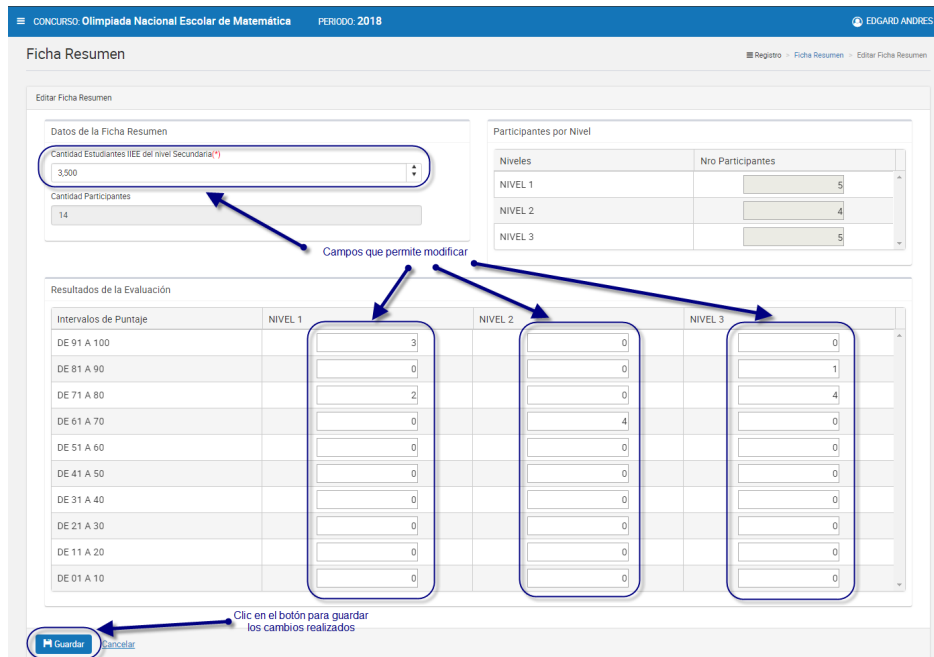 CONCURSO: Olimpiada Nacional Escolar de Matemática PERIODO: 2018 EDGARD ANDRES
Ficha Resumen
Registro > Ficha Resumen > Editar Ficha Resumen
Editar Ficha Resumen
Datos de la Ficha Resumen
Cantidad Estudiantes IIEE del nivel Secundaria(*)
3,500
Cantidad Participantes
14
Participantes por Nivel
Niveles Nro Participantes
NIVEL 1 5
NIVEL 2 4
NIVEL 3 5
Campos que permite modificar
Resultados de la Evaluación
Intervalos de Puntaje NIVEL 1 NIVEL 2 NIVEL 3
DE 91 A 100 3 0 0
DE 81 A 90 0 0 1
DE 71 A 80 2 0 4
DE 61 A 70 0 4 0
DE 51 A 60 0 0 0
DE 41 A 50 0 0 0
DE 31 A 40 0 0 0
DE 21 A 30 0 0 0
DE 11 A 20 0 0 0
DE 01 A 10 0 0 0
Clic en el botón para guardar
los cambios realizados
Guardar Cancelar